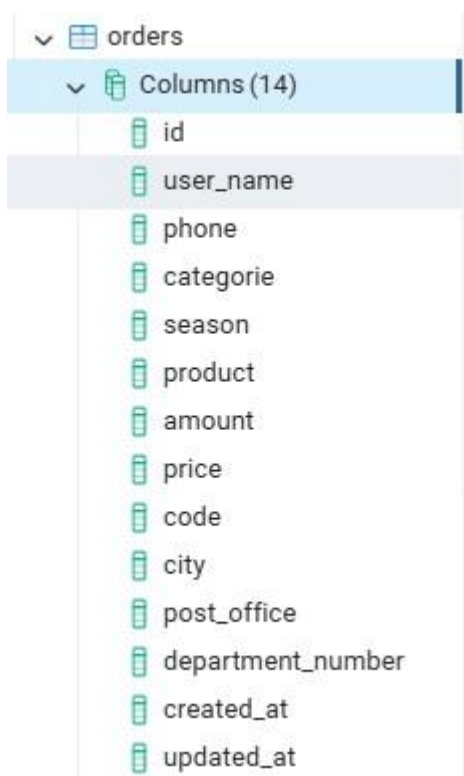 orders
Columns (14)
id
user_name
phone
categorie
season
product
amount
price
code
city
post_office
department_number
created_at
updated_at